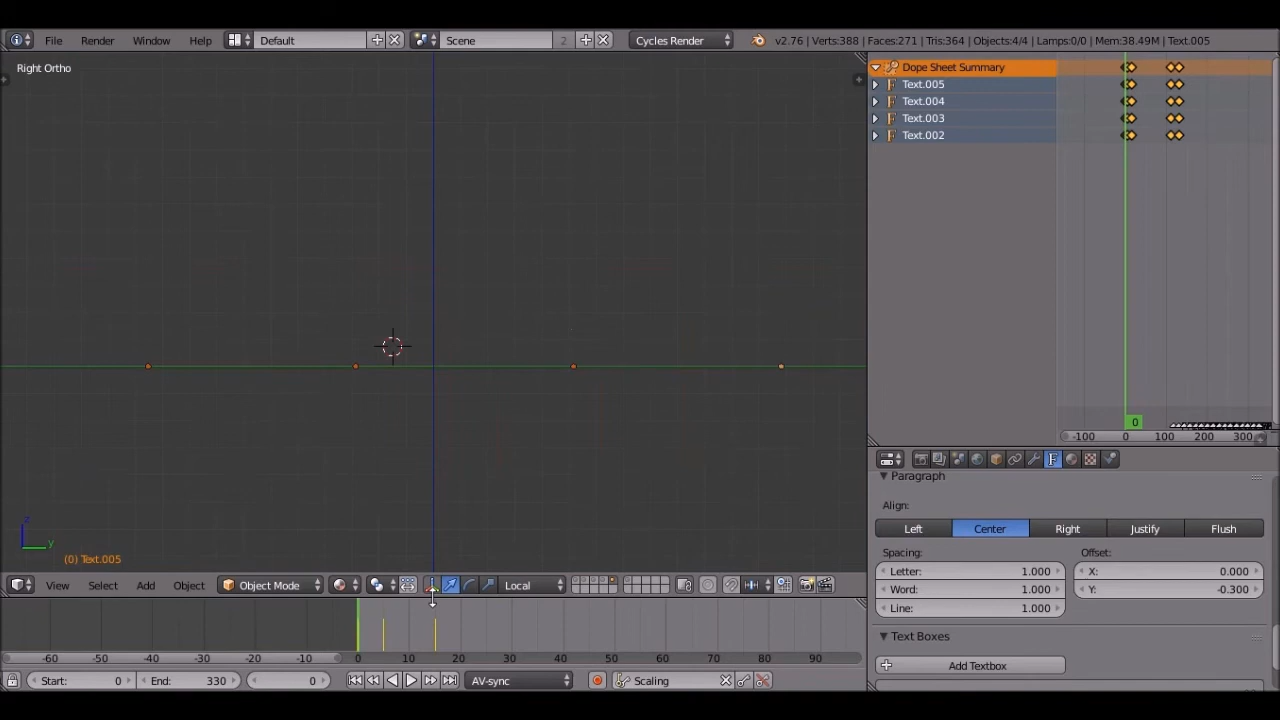 File Render Window Help Default Scene 2 Cycles Render v2.76 | Verts:388 | Faces:271 | Tris:364 | Objects:4/4 | Lamps:0/0 | Mem:38.49M | Text.005
Right Ortho
Dope Sheet Summary
Text.005
Text.004
Text.003
Text.002
0
-100 0 100 200 300
Paragraph
Align:
Left Center Right Justify Flush
Spacing: Offset:
Letter: 1.000 X: 0.000
Word: 1.000 Y: -0.300
Line: 1.000
Text Boxes
Add Textbox
z
y
(0) Text.005
View Select Add Object Object Mode Local
-60 -50 -40 -30 -20 -10 0 10 20 30 40 50 60 70 80 90
Start: 0 End: 330 0 AV-sync Scaling